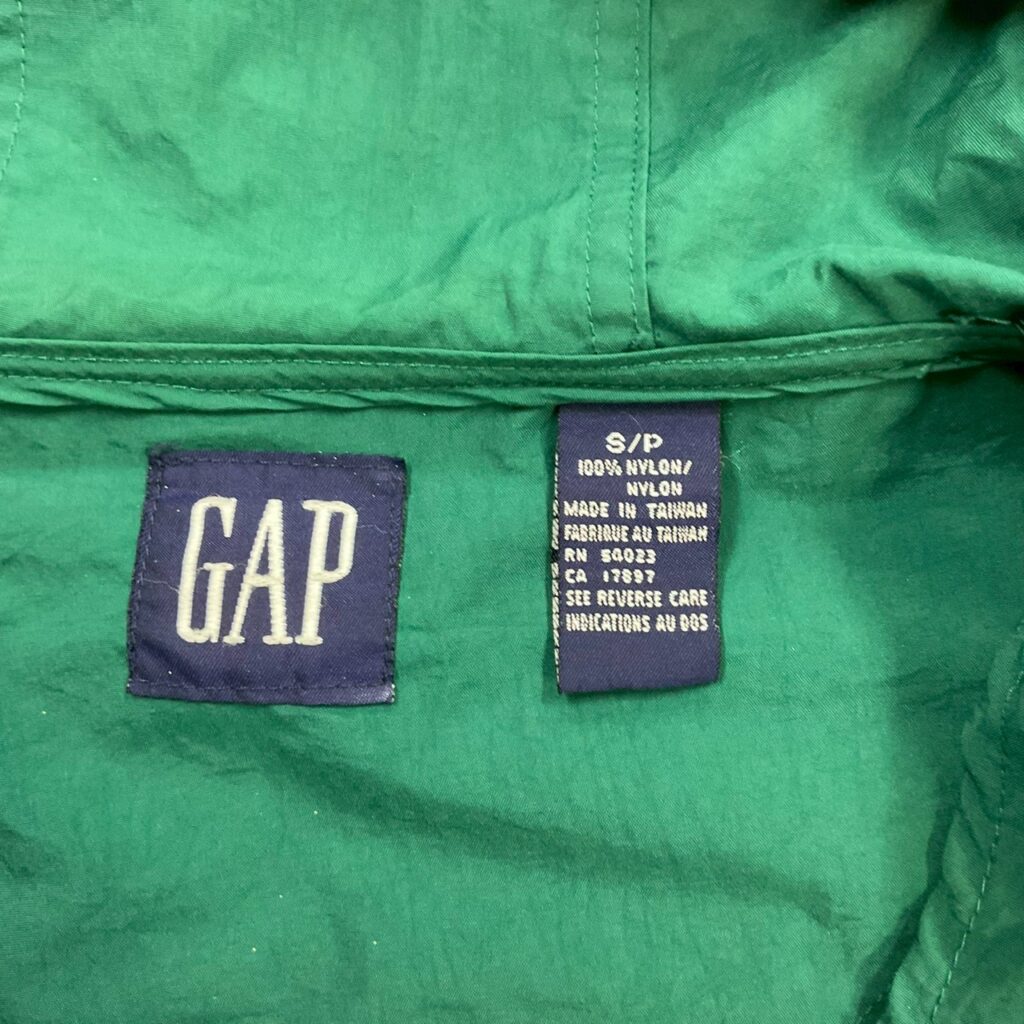 GAP
S/P
100% NYLON/
NYLON
MADE IN TAIWAN
FABRIQUE AU TAIWAN
RN 54023
CA 17897
SEE REVERSE CARE
INDICATIONS AU DOS